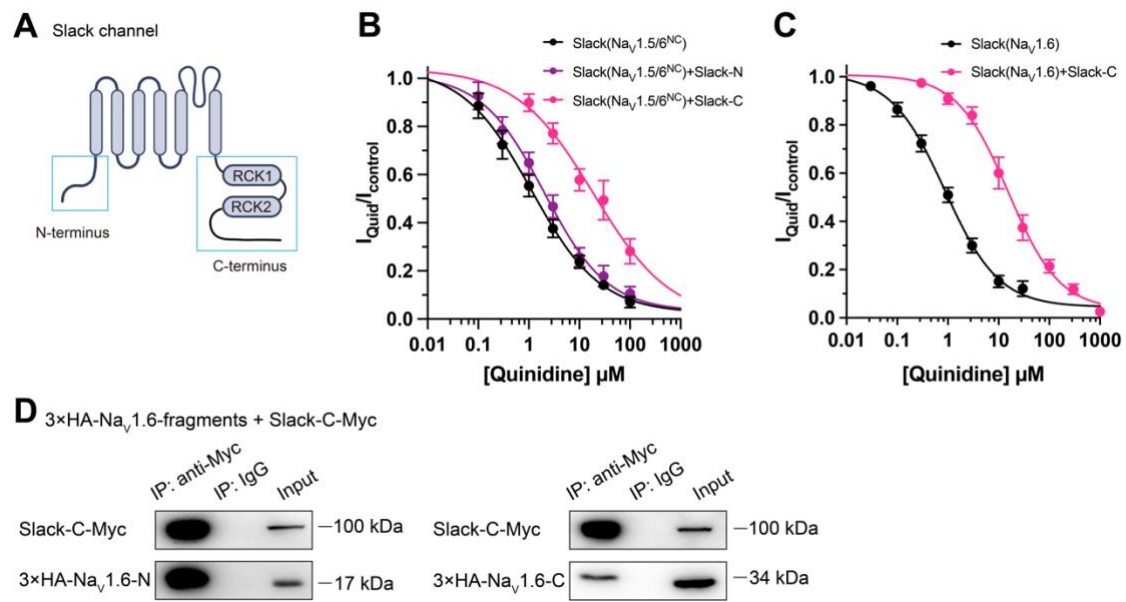 A Slack channel
RCK1
RCK2
N-terminus
C-terminus
B
Slack(NaV1.5/6NC)
Slack(NaV1.5/6NC)+Slack-N
Slack(NaV1.5/6NC)+Slack-C
IQuid/Icontrol
1.0
0.8
0.6
0.4
0.2
0.0
0.01 0.1 1 10 100 1000
[Quinidine] μM
C
Slack(NaV1.6)
Slack(NaV1.6)+Slack-C
IQuid/Icontrol
1.0
0.8
0.6
0.4
0.2
0.0
0.01 0.1 1 10 100 1000
[Quinidine] μM
D 3×HA-NaV1.6-fragments + Slack-C-Myc
IP: anti-Myc IP: IgG Input
Slack-C-Myc –100 kDa
3×HA-NaV1.6-N –17 kDa
IP: anti-Myc IP: IgG Input
Slack-C-Myc –100 kDa
3×HA-NaV1.6-C –34 kDa